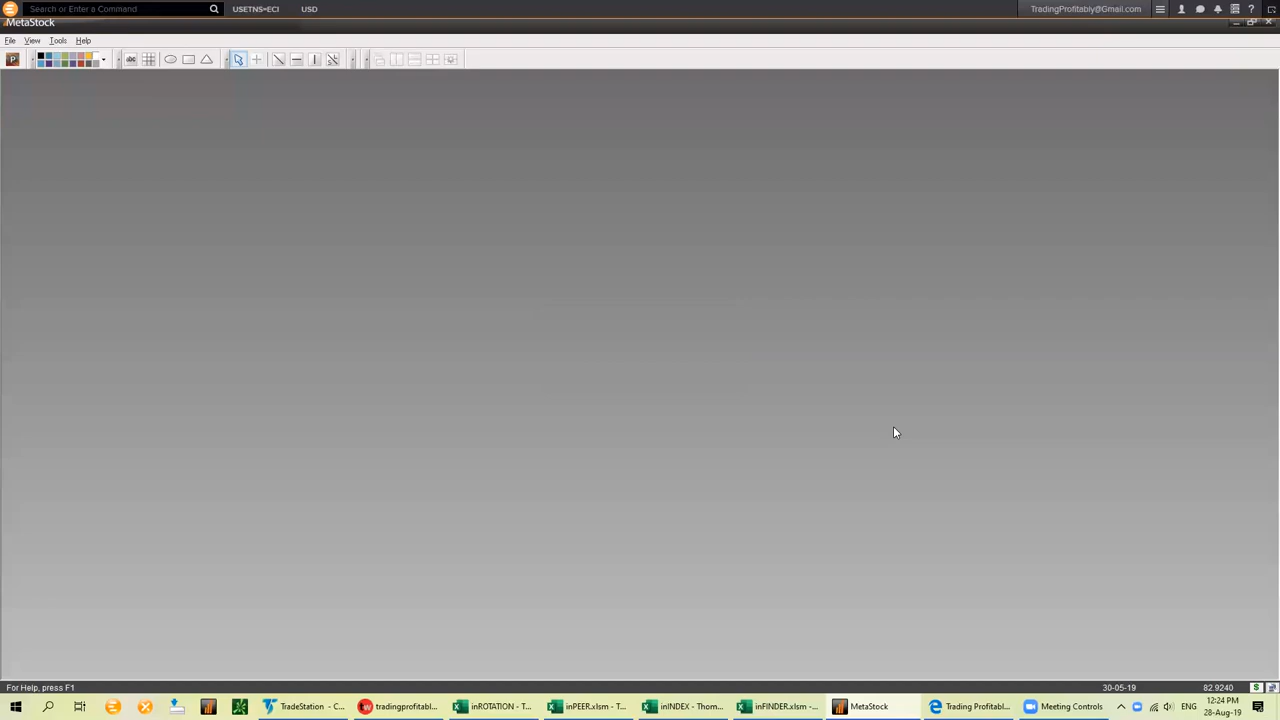 Search or Enter a Command
USETNS=ECI
USD
TradingProfitably@Gmail.com
MetaStock
File
View
Tools
Help
P
abc
For Help, press F1
30-05-19
82.9240
TradeStation - C...
tradingprofitabl...
inROTATION - T...
inPEER.xlsm - T...
inINDEX - Thom...
inFINDER.xlsm -...
MetaStock
Trading Profitabl...
Meeting Controls
ENG
12:24 PM
28-Aug-19